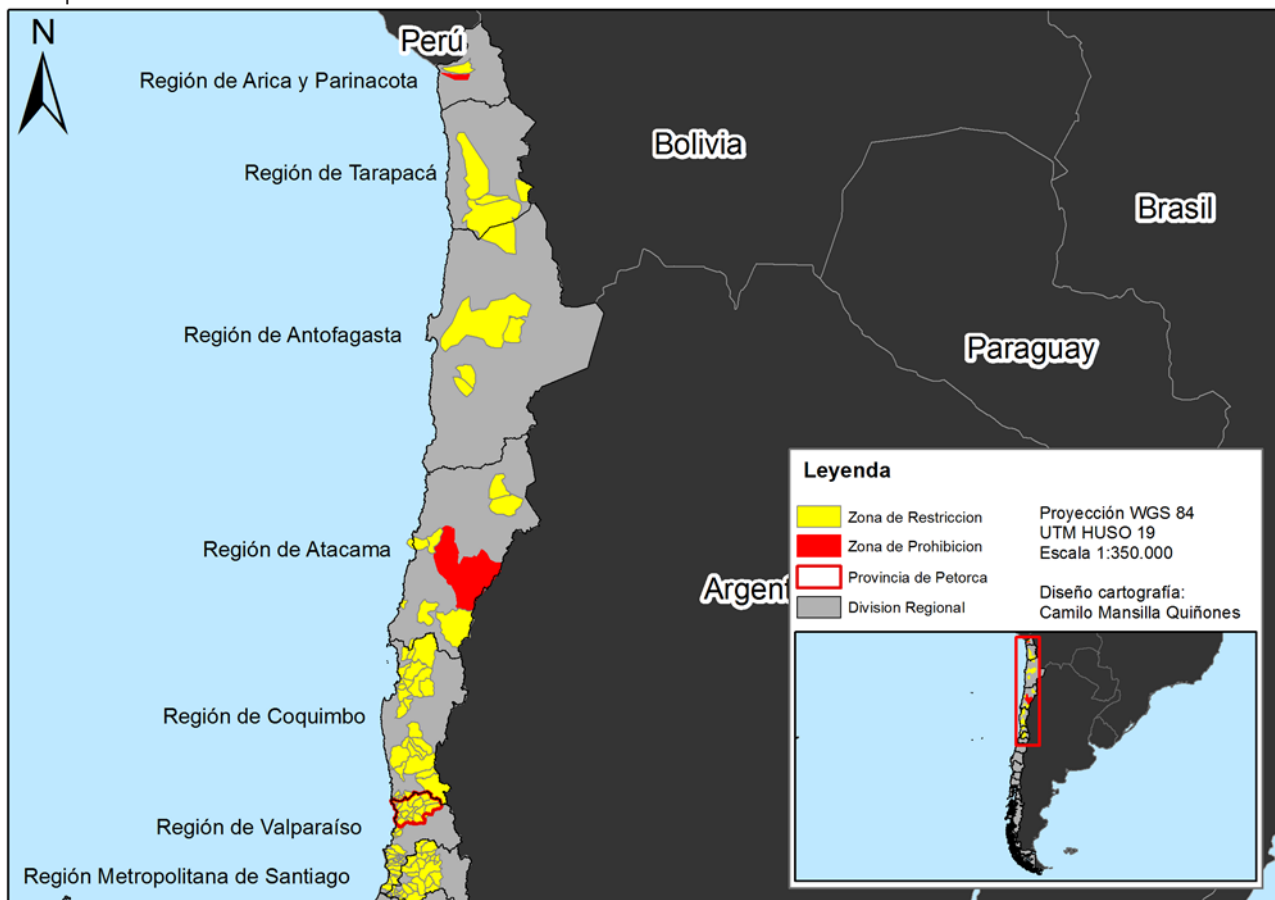 N
Perú
Región de Arica y Parinacota
Bolivia
Región de Tarapacá
Brasil
Región de Antofagasta
Paraguay
Leyenda
Zona de Restriccion
Zona de Prohibicion
Provincia de Petorca
Division Regional
Proyección WGS 84
UTM HUSO 19
Escala 1:350.000
Diseño cartografía:
Camilo Mansilla Quiñones
Región de Atacama
Argent
Región de Coquimbo
Región de Valparaíso
Región Metropolitana de Santiago